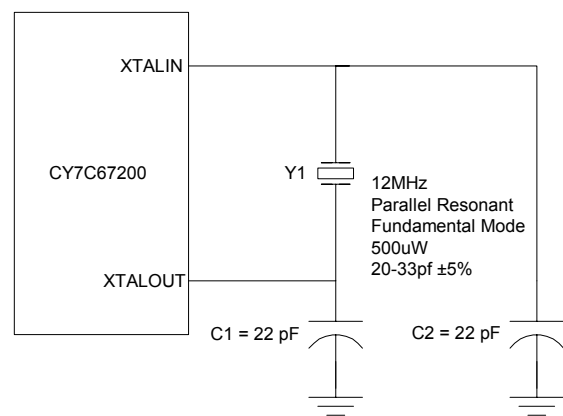 XTALIN
CY7C67200
Y1
12MHz
Parallel Resonant
Fundamental Mode
500uW
20-33pf ±5%
XTALOUT
C1 = 22 pF
C2 = 22 pF